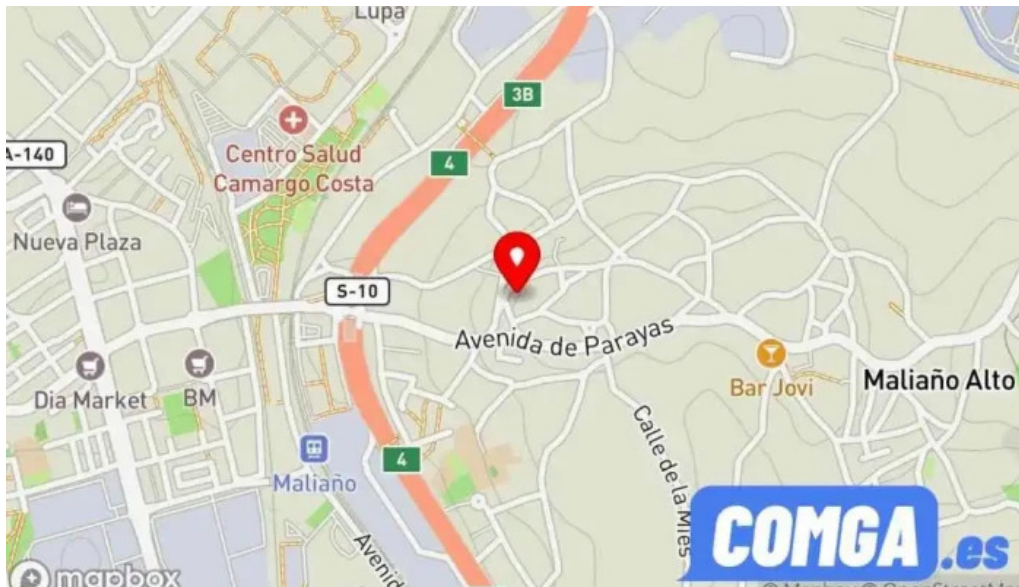 Lupa
3B
Centro Salud
Camargo Costa
4
A-140
Nueva Plaza
S-10
Avenida de Parayas
Dia Market
BM
Bar Jovi
Maliaño Alto
4
Maliaño
Calle de la Mies
Avenida
COMGA.es
mapbox